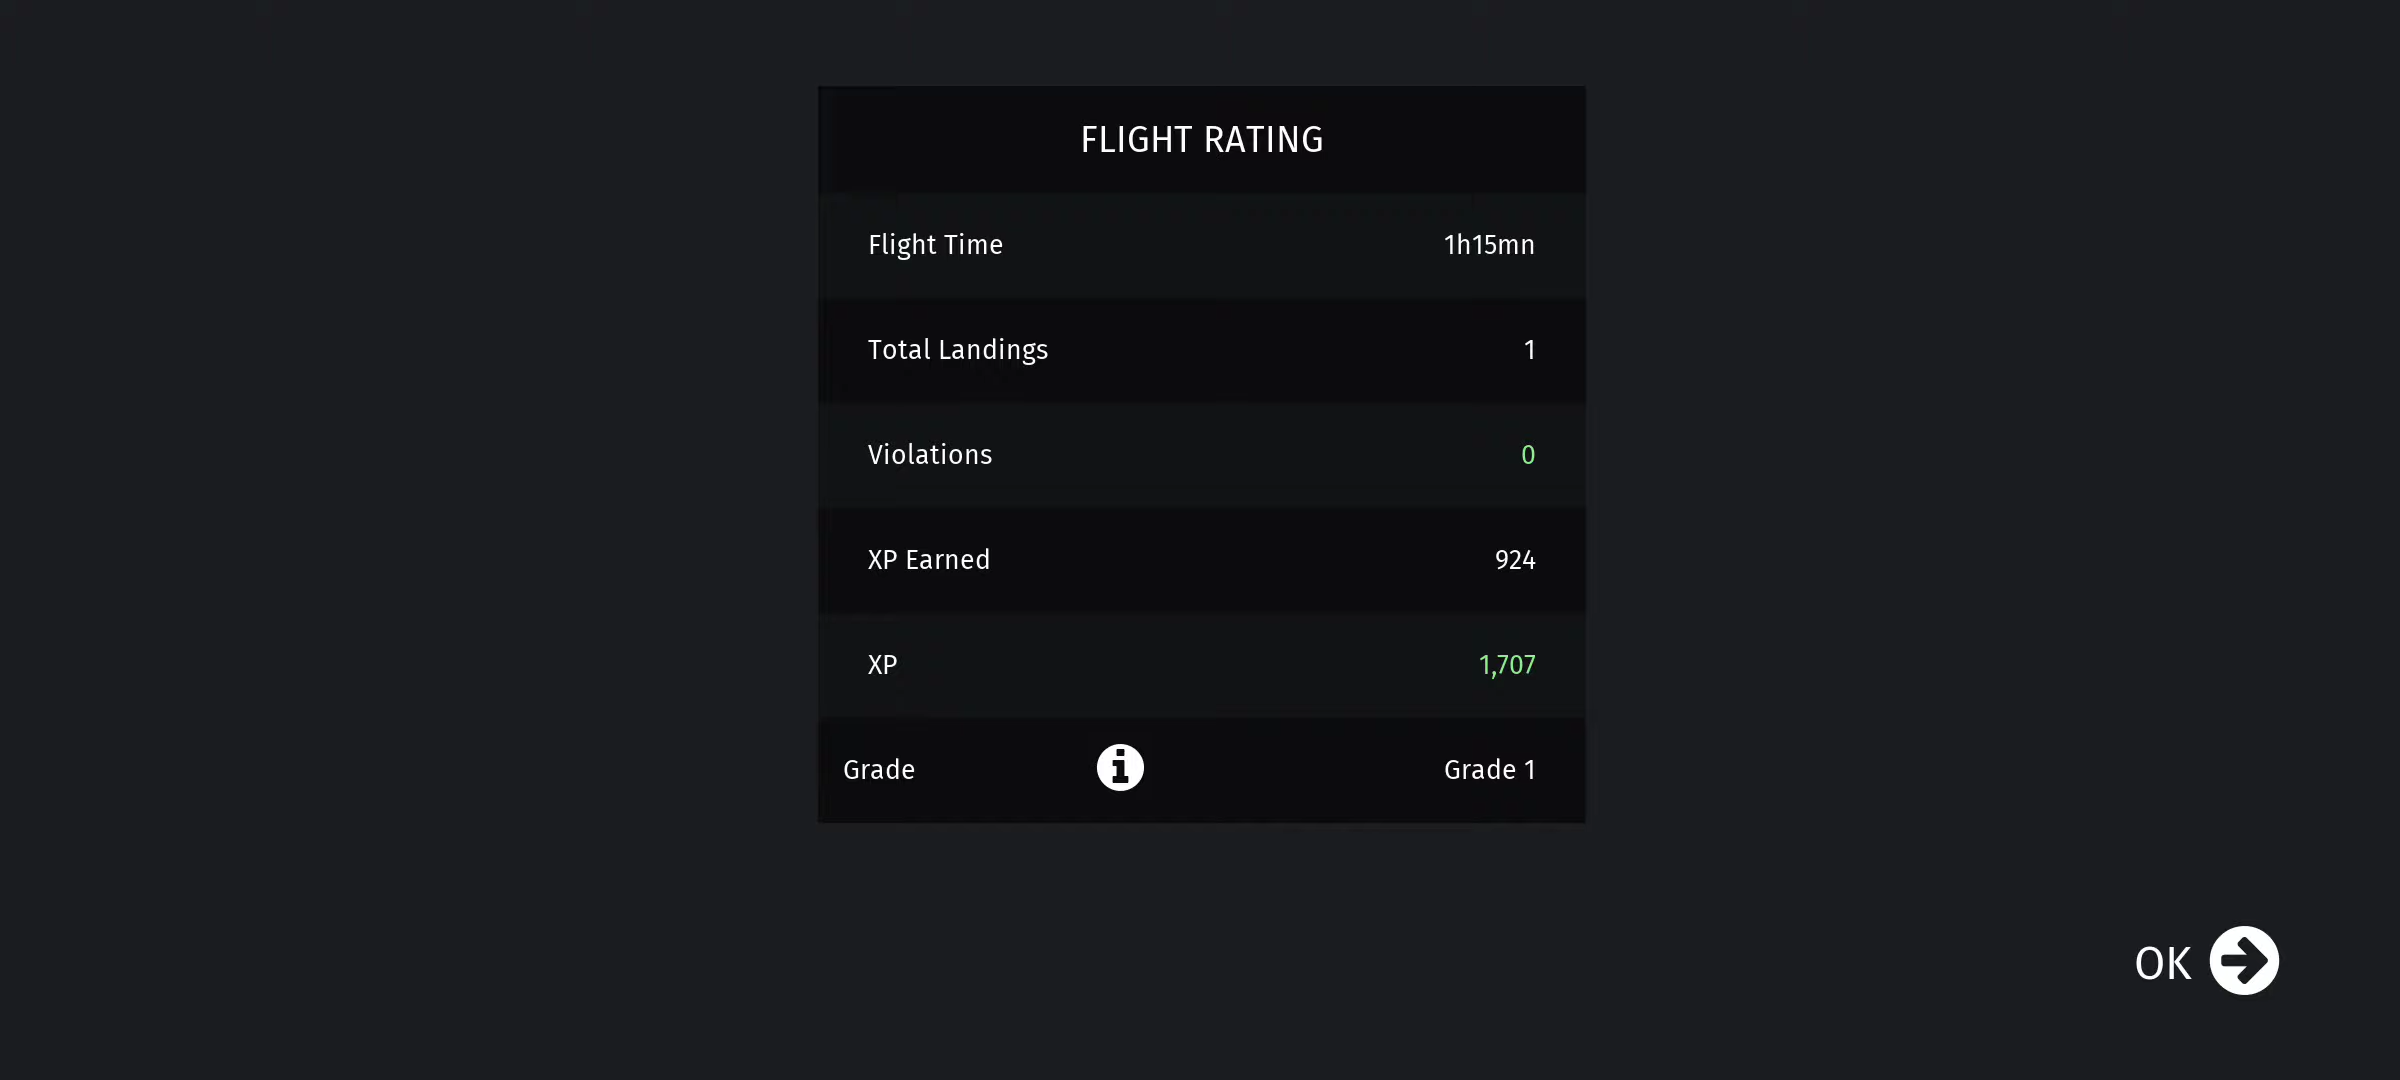 FLIGHT RATING
Flight Time 1h15mn
Total Landings 1
Violations 0
XP Earned 924
XP 1,707
Grade Grade 1
OK